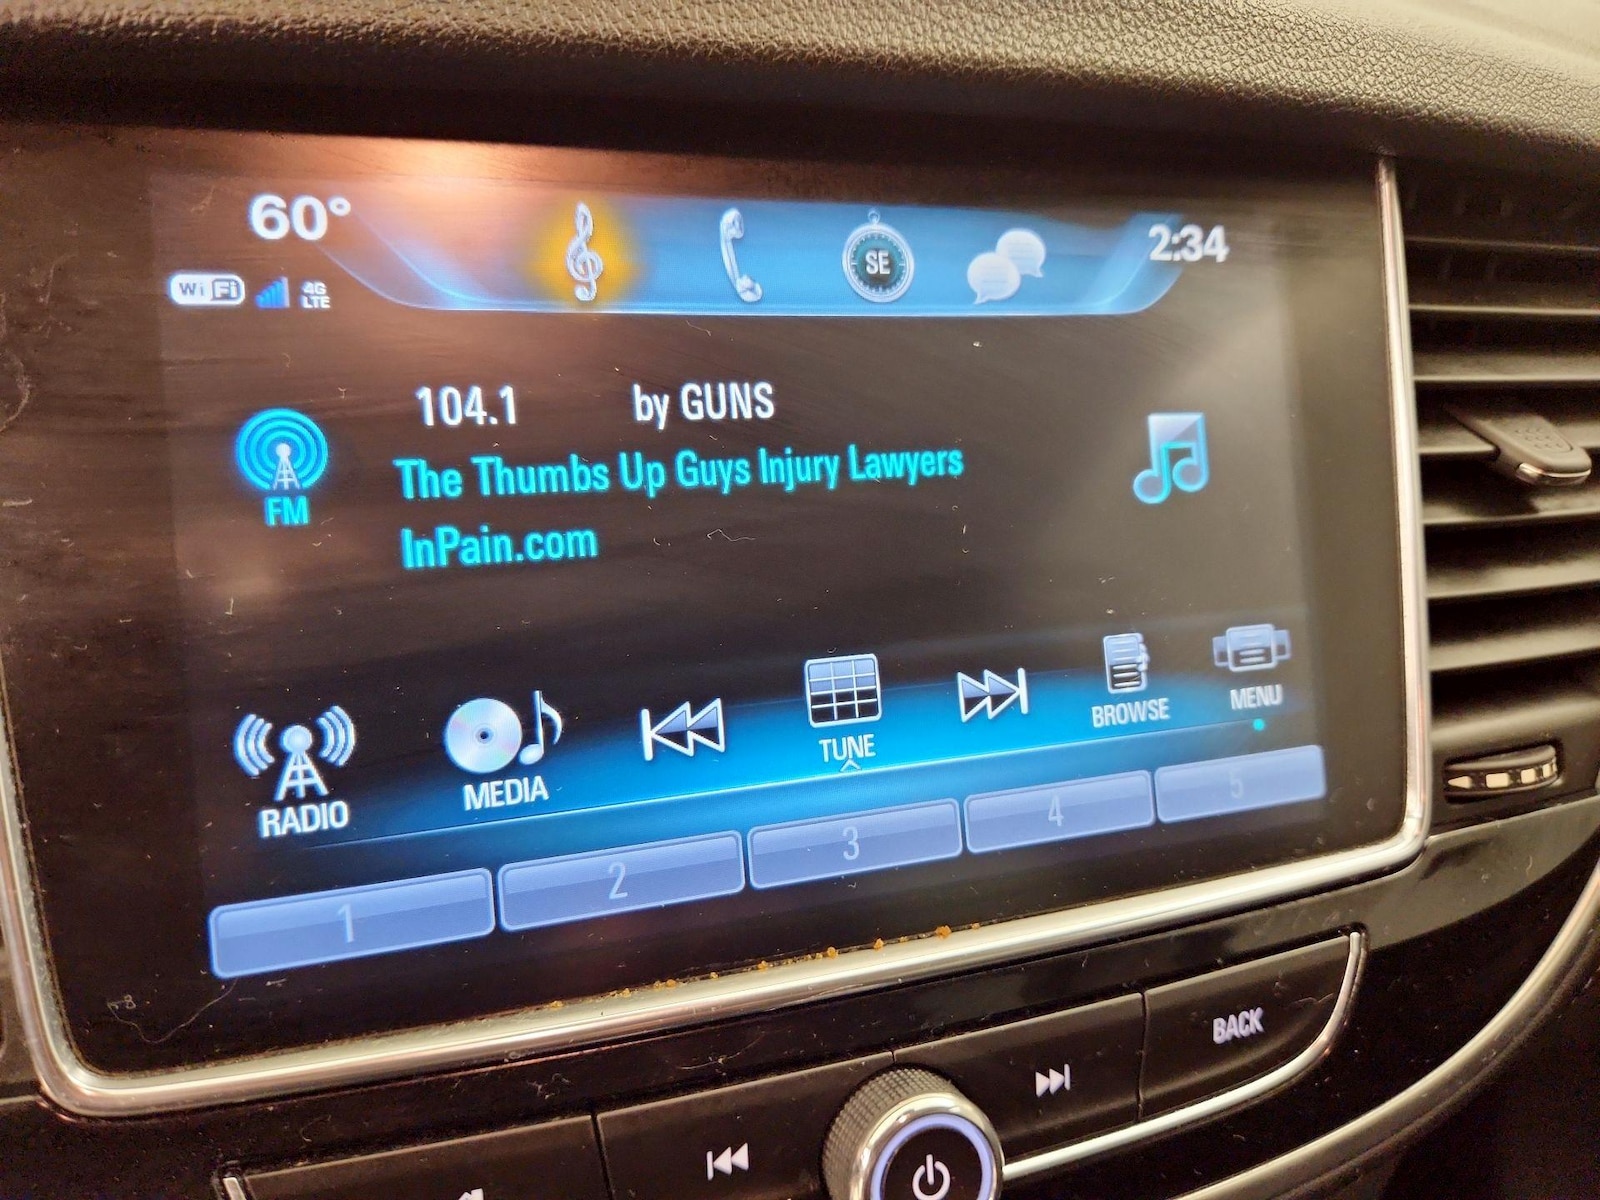 60°
2:34
WiFi
4G
LTE
SE
104.1 by GUNS
The Thumbs Up Guys Injury Lawyers
InPain.com
FM
RADIO
MEDIA
TUNE
BROWSE
MENU
1
2
3
4
5
BACK